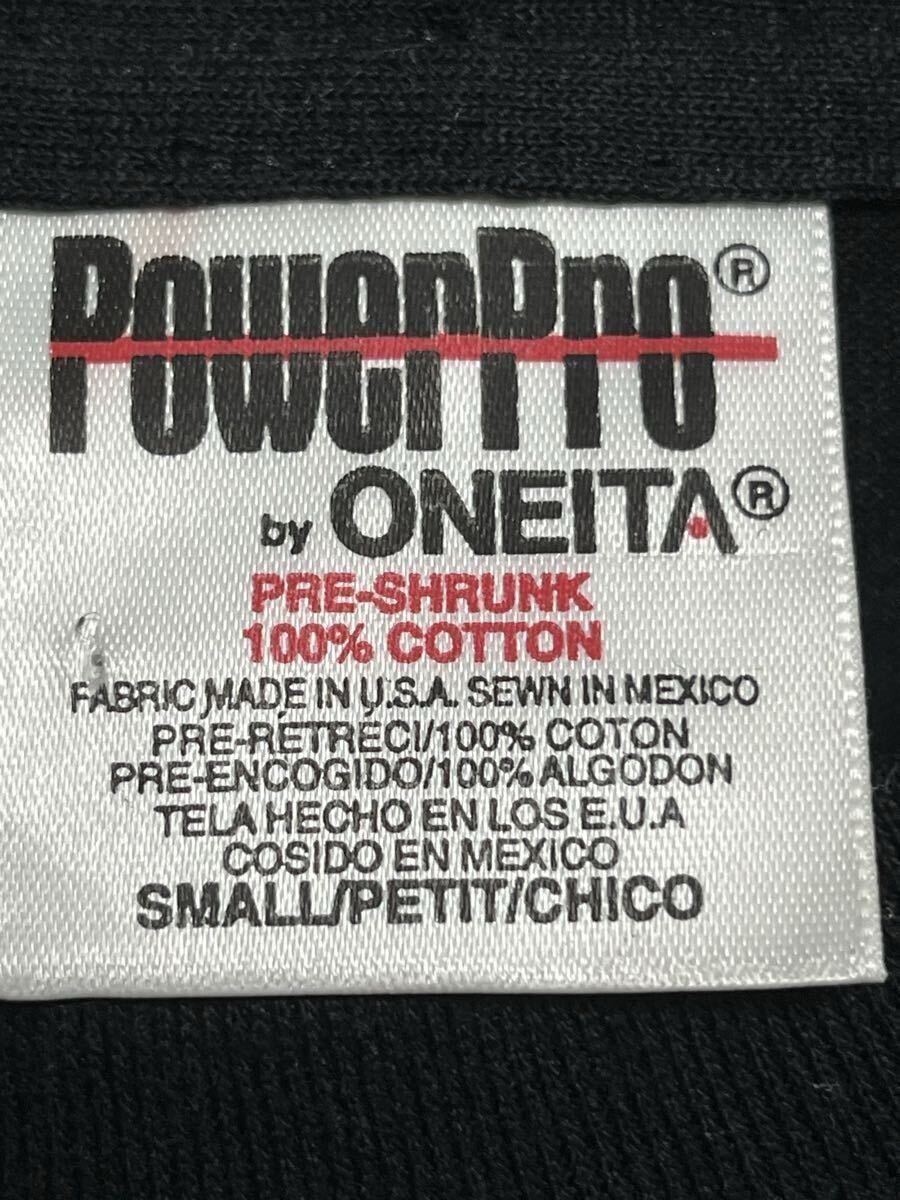 PowerPro®
by ONEITA®
PRE-SHRUNK
100% COTTON
FABRIC MADE IN U.S.A. SEWN IN MEXICO
PRE-RETRECI/100% COTON
PRE-ENCOGIDO/100% ALGODON
TELA HECHO EN LOS E.U.A
COSIDO EN MEXICO
SMALL/PETIT/CHICO